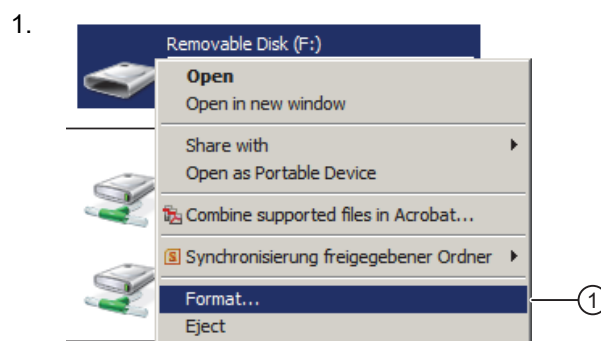 1.
Removable Disk (F:)
Open
Open in new window
Share with
Open as Portable Device
Combine supported files in Acrobat...
S Synchronisierung freigegebener Ordner
Format...
1
Eject